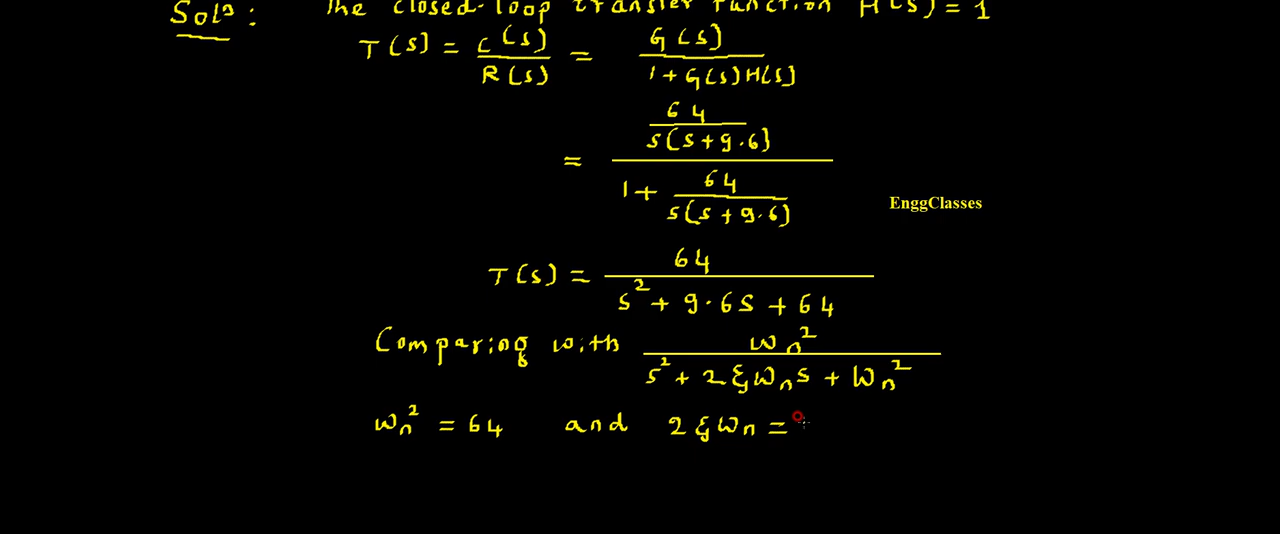 Solⁿ: The closed-loop transfer function H(s) = 1
T(s) = C(s)/R(s) = G(s)/(1 + G(s)H(s))
= (64/(s(s+9.6)))/(1 + 64/(s(s+9.6)))
EnggClasses
T(s) = 64/(s² + 9.6s + 64)
Comparing with ωn²/(s² + 2ξωns + ωn²)
ωn² = 64 and 2ξωn =